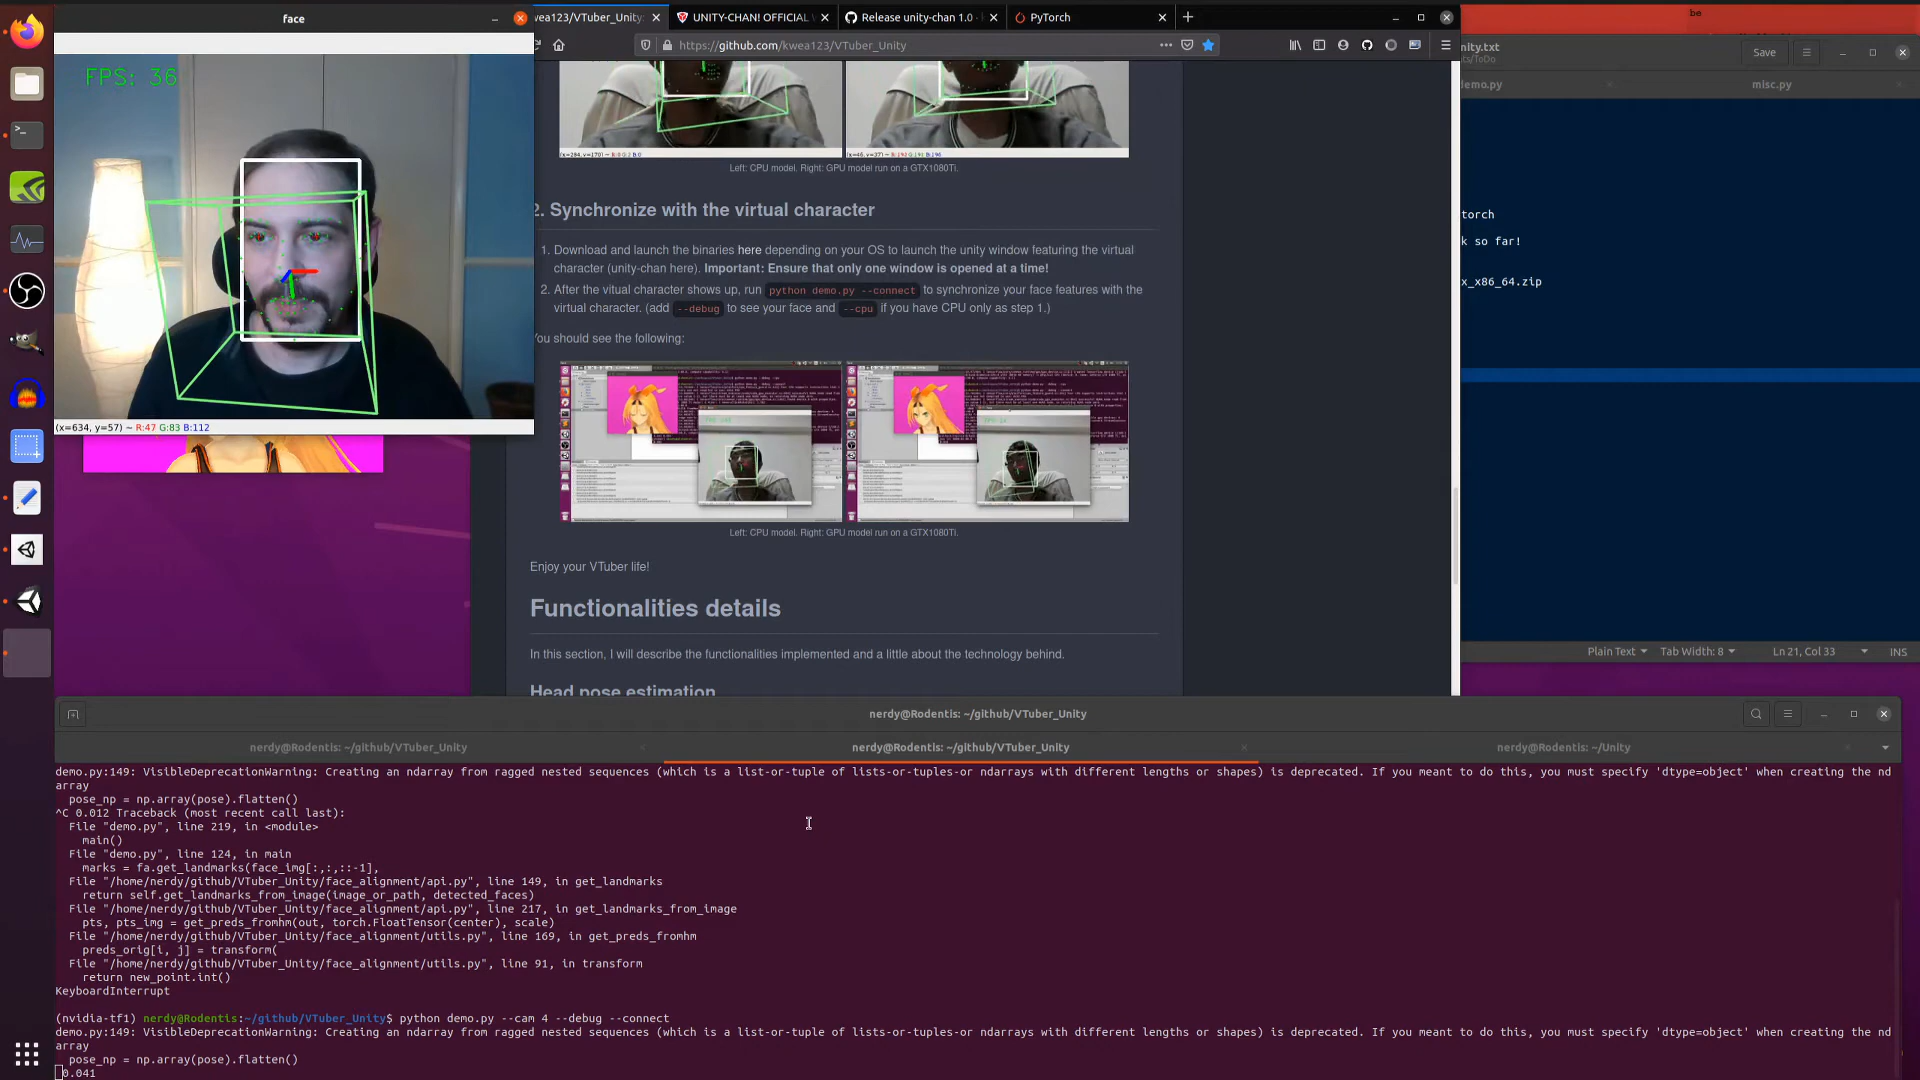 face
FPS: 36
(x=634, y=57) ~ R:47 G:83 B:112
wea123/VTuber_Unity:
UNITY-CHAN! OFFICIAL
Release unity-chan 1.0 ·
PyTorch
https://github.com/kwea123/VTuber_Unity
(x=284, y=170) ~ R:0 G:3 B:0
(x=46, y=37) ~ R:192 G:191 B:196
Left: CPU model. Right: GPU model run on a GTX1080Ti.
2. Synchronize with the virtual character
1. Download and launch the binaries here depending on your OS to launch the unity window featuring the virtual
character (unity-chan here). Important: Ensure that only one window is opened at a time!
2. After the vitual character shows up, run python demo.py --connect to synchronize your face features with the
virtual character. (add --debug to see your face and --cpu if you have CPU only as step 1.)
You should see the following:
Left: CPU model. Right: GPU model run on a GTX1080Ti.
Enjoy your VTuber life!
Functionalities details
In this section, I will describe the functionalities implemented and a little about the technology behind.
Head pose estimation
be
nity.txt
ts/ToDo
Save
demo.py
misc.py
torch
k so far!
x_x86_64.zip
Plain Text
Tab Width: 8
Ln 21, Col 33
INS
nerdy@Rodentis: ~/github/VTuber_Unity
nerdy@Rodentis: ~/github/VTuber_Unity
nerdy@Rodentis: ~/github/VTuber_Unity
nerdy@Rodentis: ~/Unity
demo.py:149: VisibleDeprecationWarning: Creating an ndarray from ragged nested sequences (which is a list-or-tuple of lists-or-tuples-or ndarrays with different lengths or shapes) is deprecated. If you meant to do this, you must specify 'dtype=object' when creating the nd
array
pose_np = np.array(pose).flatten()
^C 0.012 Traceback (most recent call last):
File "demo.py", line 219, in <module>
main()
File "demo.py", line 124, in main
marks = fa.get_landmarks(face_img[:,:,::-1],
File "/home/nerdy/github/VTuber_Unity/face_alignment/api.py", line 149, in get_landmarks
return self.get_landmarks_from_image(image_or_path, detected_faces)
File "/home/nerdy/github/VTuber_Unity/face_alignment/api.py", line 217, in get_landmarks_from_image
pts, pts_img = get_preds_fromhm(out, torch.FloatTensor(center), scale)
File "/home/nerdy/github/VTuber_Unity/face_alignment/utils.py", line 169, in get_preds_fromhm
preds_orig[i, j] = transform(
File "/home/nerdy/github/VTuber_Unity/face_alignment/utils.py", line 91, in transform
return new_point.int()
KeyboardInterrupt
(nvidia-tf1) nerdy@Rodentis:~/github/VTuber_Unity$ python demo.py --cam 4 --debug --connect
demo.py:149: VisibleDeprecationWarning: Creating an ndarray from ragged nested sequences (which is a list-or-tuple of lists-or-tuples-or ndarrays with different lengths or shapes) is deprecated. If you meant to do this, you must specify 'dtype=object' when creating the nd
array
pose_np = np.array(pose).flatten()
0.041